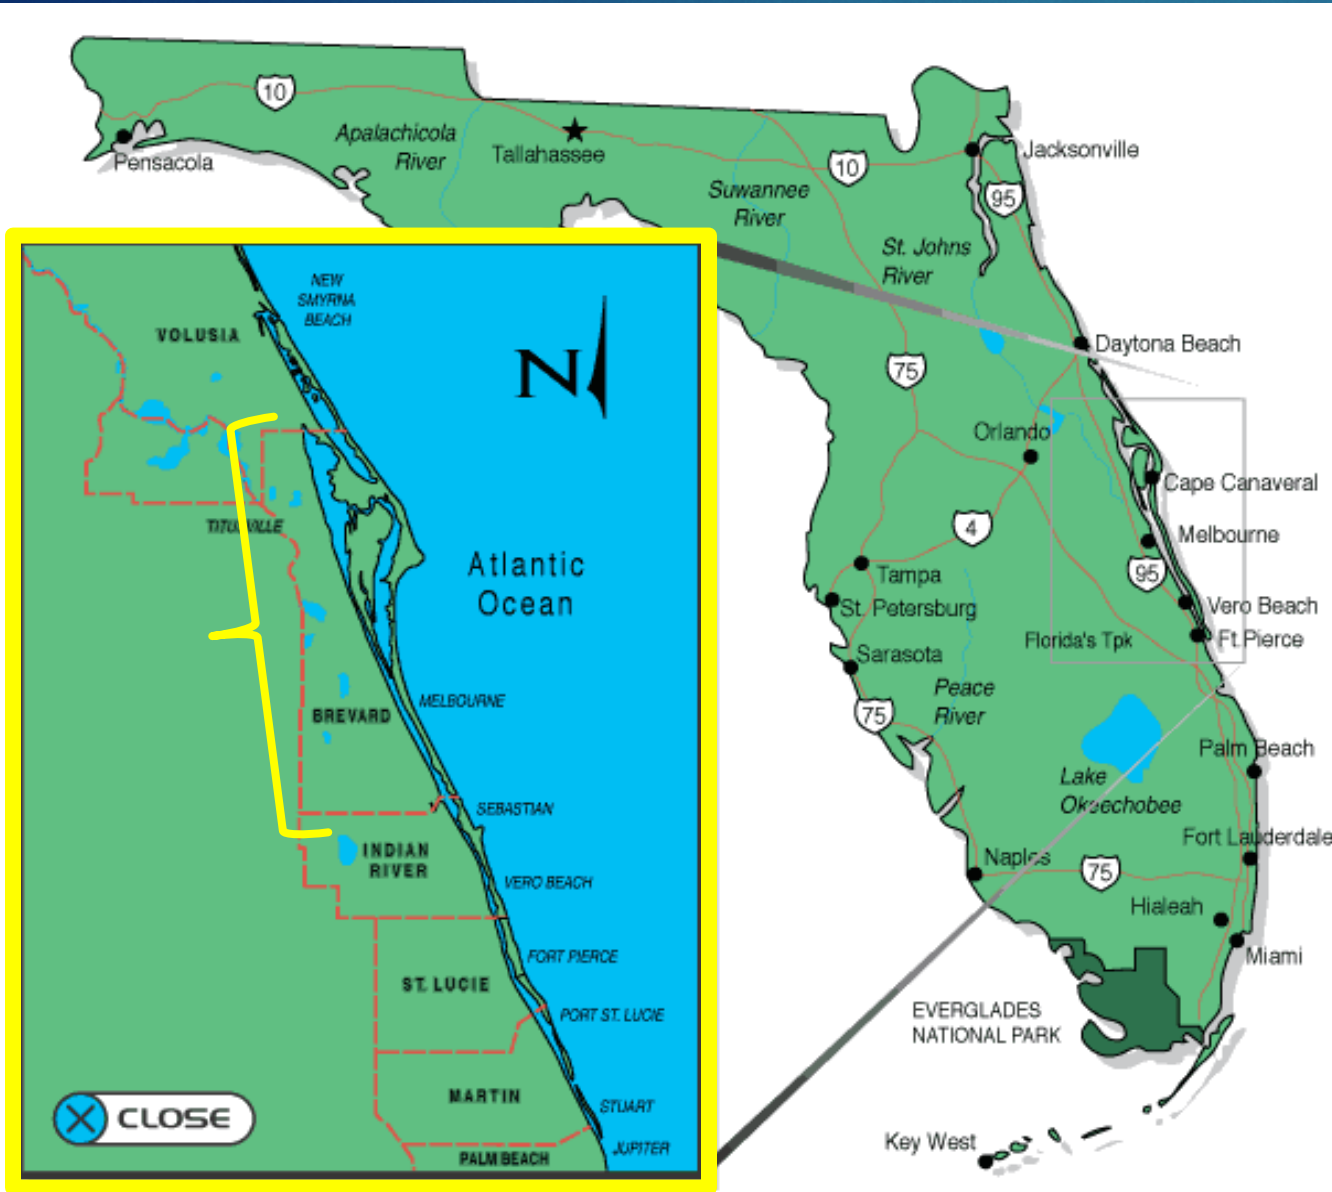 10
Apalachicola
River
Tallahassee
Pensacola
10
Jacksonville
95
Suwannee
River
St. Johns
River
Daytona Beach
75
Orlando
Cape Canaveral
4
Melbourne
95
Tampa
St. Petersburg
Vero Beach
Florida's Tpk
Ft.Pierce
Sarasota
Peace
River
75
Palm Beach
Lake
Okeechobee
Fort Lauderdale
Naples
75
Hialeah
Miami
EVERGLADES
NATIONAL PARK
Key West
NEW
SMYRNA
BEACH
VOLUSIA
N
TITUSVILLE
Atlantic
Ocean
MELBOURNE
BREVARD
SEBASTIAN
INDIAN
RIVER
VERO BEACH
FORT PIERCE
ST. LUCIE
PORT ST. LUCIE
MARTIN
STUART
CLOSE
JUPITER
PALM BEACH